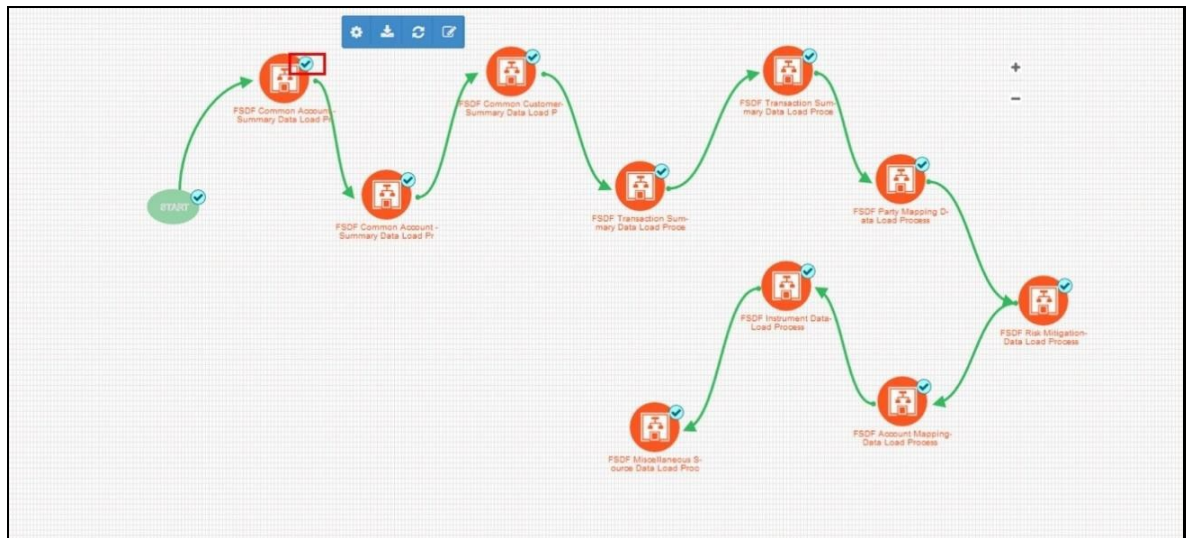 START
FSDF Common Account-
Summary Data Load Pr
FSDF Common Account -
Summary Data Load Pr
FSDF Common Customer-
Summary Data Load P
FSDF Transaction Sum-
mary Data Load Proce
FSDF Transaction Sum-
mary Data Load Proce
FSDF Party Mapping D-
ata Load Process
FSDF Risk Mitigation-
Data Load Process
FSDF Account Mapping-
Data Load Process
FSDF Instrument Data-
Load Process
FSDF Miscellaneous S-
ource Data Load Proc